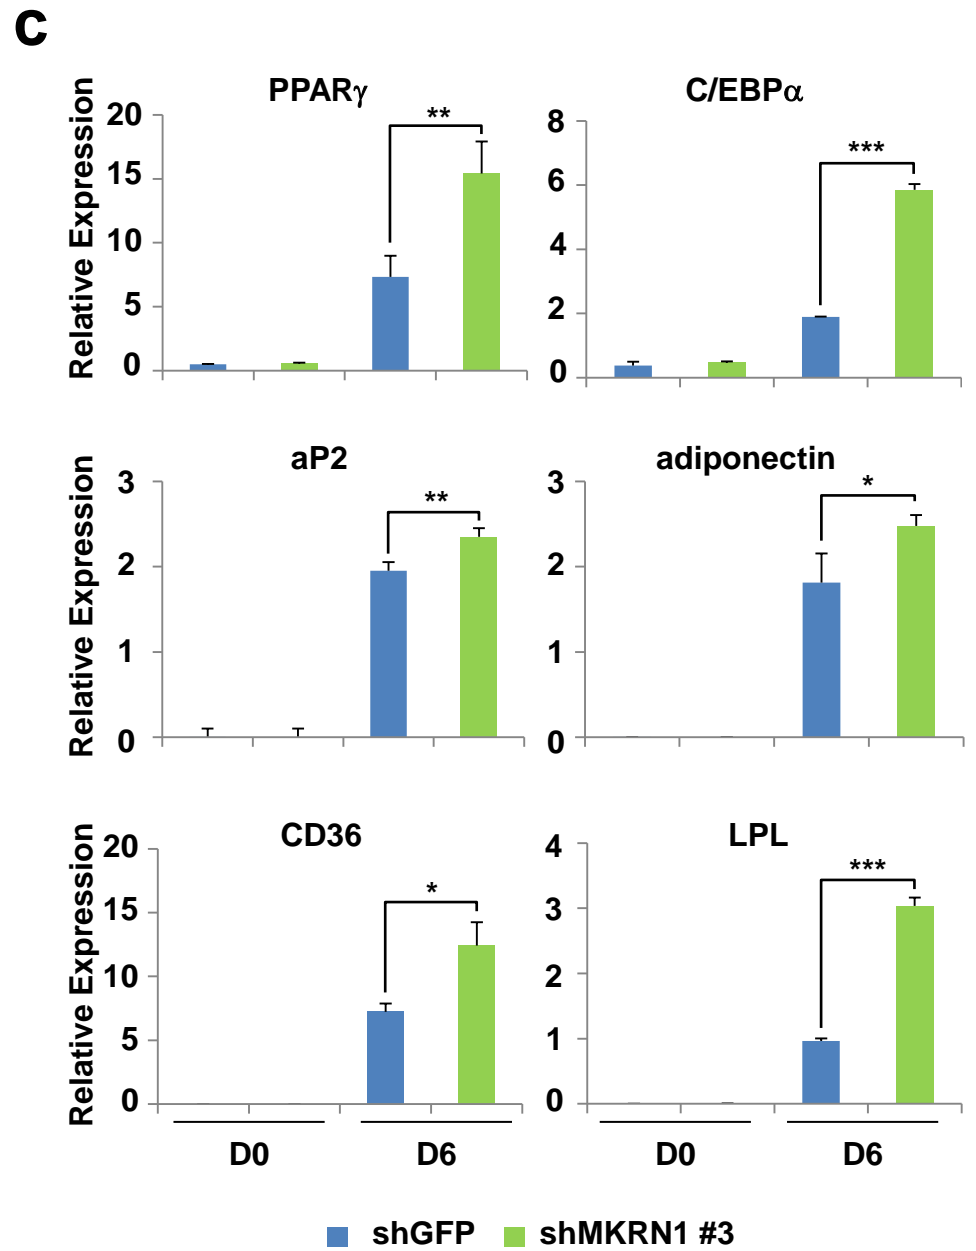 c
PPARγ
C/EBPα
Relative Expression
20
15
10
5
0
**
8
6
4
2
0
***
aP2
adiponectin
Relative Expression
3
2
1
0
**
3
2
1
0
*
CD36
LPL
Relative Expression
20
15
10
5
0
*
4
3
2
1
0
***
D0
D6
D0
D6
shGFP
shMKRN1 #3